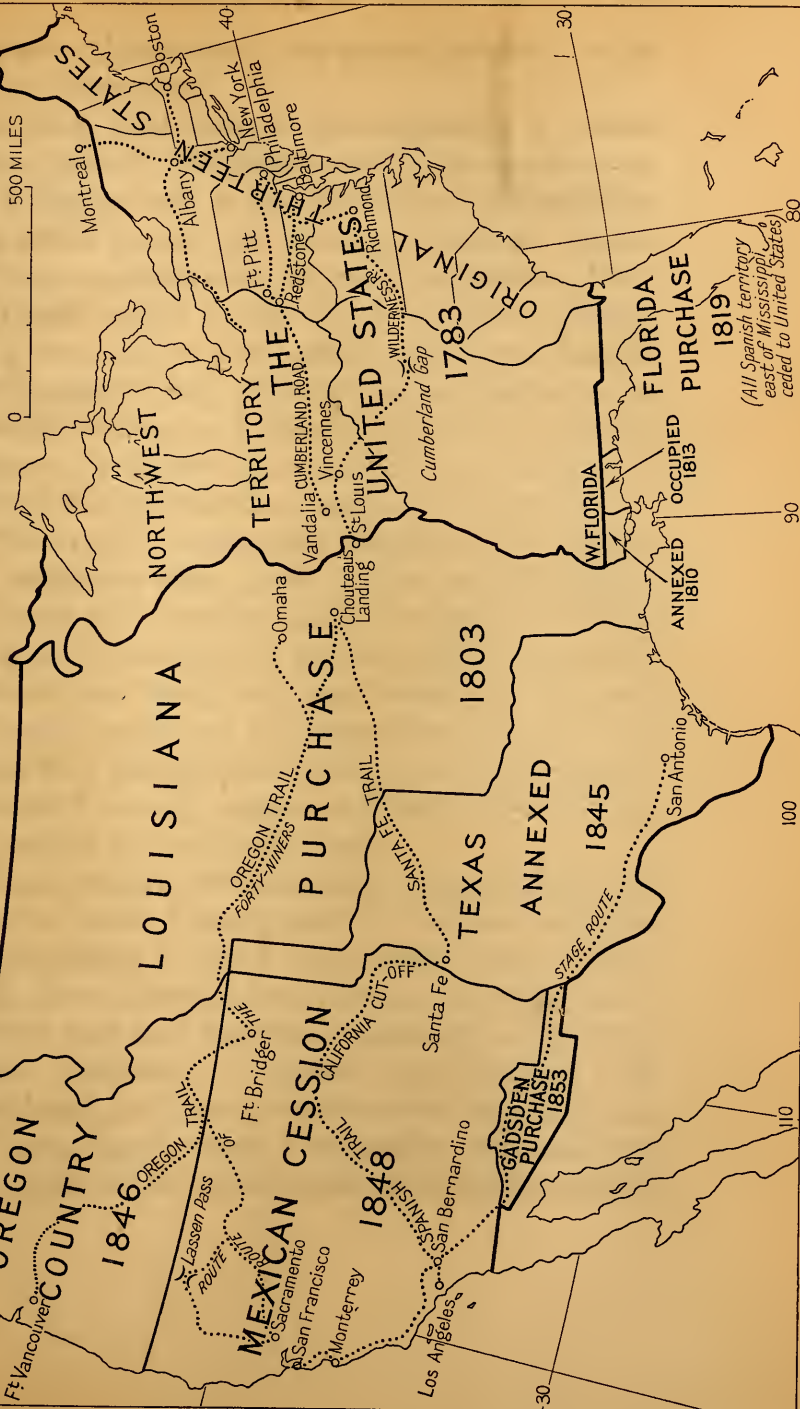 OREGON
COUNTRY
1846
Ft Vancouver
OREGON TRAIL
Lassen Pass
ROUTE OF THE
FORTY-NINERS
ROUTE
Ft Bridger
MEXICAN CESSION
1848
Sacramento
San Francisco
Monterrey
Los Angeles
San Bernardino
SPANISH TRAIL
CALIFORNIA CUT-OFF
Santa Fe
GADSDEN
PURCHASE
1853
STAGE ROUTE
LOUISIANA
PURCHASE
1803
OREGON TRAIL
SANTA FE TRAIL
Omaha
Chouteau's
Landing
TEXAS
ANNEXED
1845
San Antonio
NORTHWEST
TERRITORY
Vandalia
CUMBERLAND ROAD
Vincennes
St Louis
THE
UNITED STATES
1783
WILDERNESS RD
Cumberland Gap
THIRTEEN
ORIGINAL
STATES
Montreal
Boston
Albany
New York
Philadelphia
Baltimore
Ft Pitt
Redstone
Richmond
W. FLORIDA
ANNEXED
1810
OCCUPIED
1813
FLORIDA
PURCHASE
1819
(All Spanish territory
east of Mississippi
ceded to United States)
0
500 MILES
40
30
30
110
100
90
80